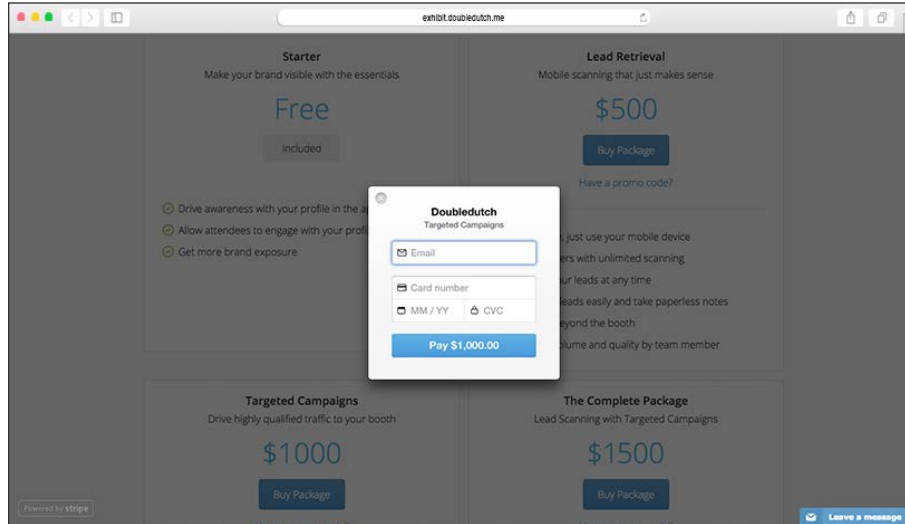 exhibit.doubledutch.me
Starter
Make your brand visible with the essentials
Free
Included
Drive awareness with your profile in the a
Allow attendees to engage with your profi
Get more brand exposure
Lead Retrieval
Mobile scanning that just makes sense
$500
Buy Package
Have a promo code?
, just use your mobile device
ers with unlimited scanning
ur leads at any time
leads easily and take paperless notes
eyond the booth
olume and quality by team member
Doubledutch
Targeted Campaigns
Email
Card number
MM / YY CVC
Pay $1,000.00
Targeted Campaigns
Drive highly qualified traffic to your booth
$1000
Buy Package
The Complete Package
Lead Scanning with Targeted Campaigns
$1500
Buy Package
Powered by stripe
Leave a message